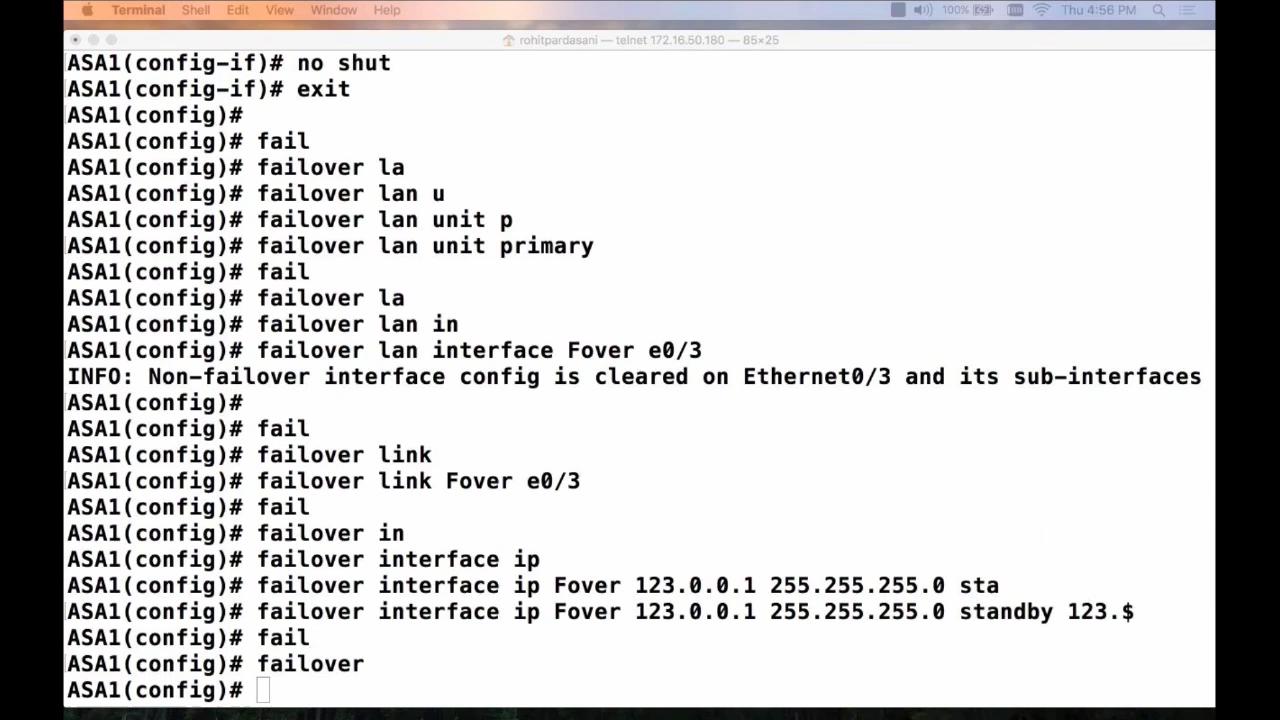 Terminal Shell Edit View Window Help 100% Thu 4:56 PM
rohitpardasani — telnet 172.16.50.180 — 85×25
ASA1(config-if)# no shut
ASA1(config-if)# exit
ASA1(config)#
ASA1(config)# fail
ASA1(config)# failover la
ASA1(config)# failover lan u
ASA1(config)# failover lan unit p
ASA1(config)# failover lan unit primary
ASA1(config)# fail
ASA1(config)# failover la
ASA1(config)# failover lan in
ASA1(config)# failover lan interface Fover e0/3
INFO: Non-failover interface config is cleared on Ethernet0/3 and its sub-interfaces
ASA1(config)#
ASA1(config)# fail
ASA1(config)# failover link
ASA1(config)# failover link Fover e0/3
ASA1(config)# fail
ASA1(config)# failover in
ASA1(config)# failover interface ip
ASA1(config)# failover interface ip Fover 123.0.0.1 255.255.255.0 sta
ASA1(config)# failover interface ip Fover 123.0.0.1 255.255.255.0 standby 123.$
ASA1(config)# fail
ASA1(config)# failover
ASA1(config)#